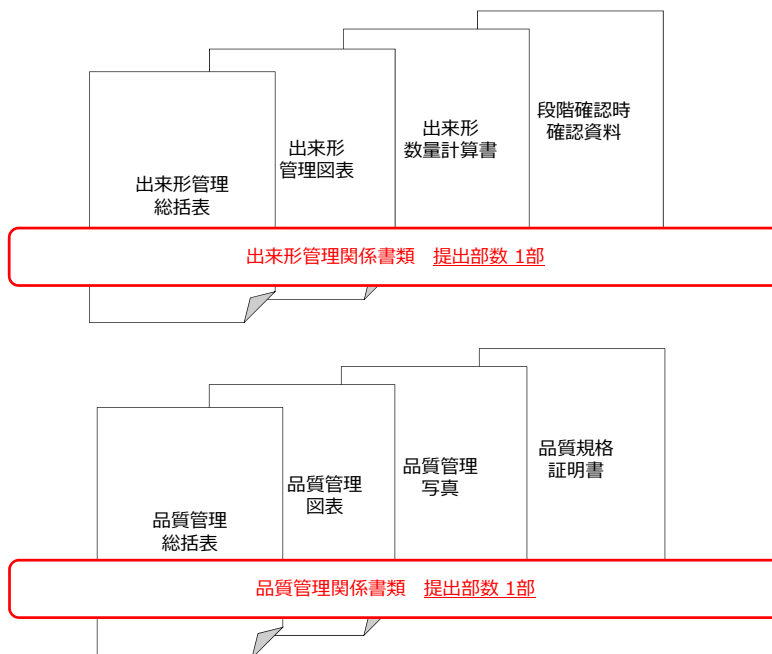 段階確認時
確認資料
出来形
数量計算書
出来形
管理図表
出来形管理
総括表
出来形管理関係書類　提出部数 1部
品質規格
証明書
品質管理
写真
品質管理
図表
品質管理
総括表
品質管理関係書類　提出部数 1部